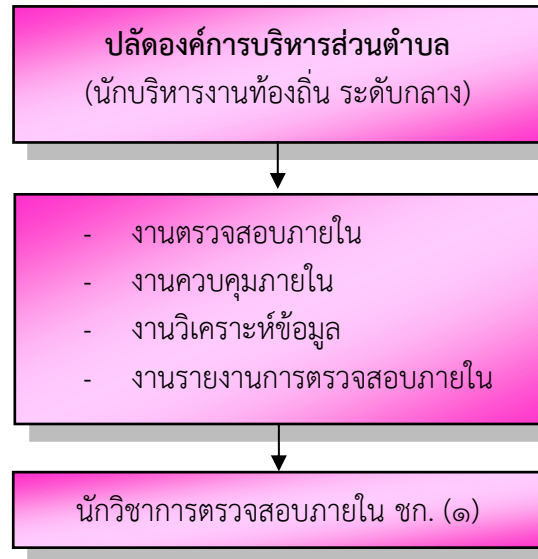 ปลัดองค์การบริหารส่วนตำบล
(นักบริหารงานท้องถิ่น ระดับกลาง)
- งานตรวจสอบภายใน
- งานควบคุมภายใน
- งานวิเคราะห์ข้อมูล
- งานรายงานการตรวจสอบภายใน
นักวิชาการตรวจสอบภายใน ชก. (๑)